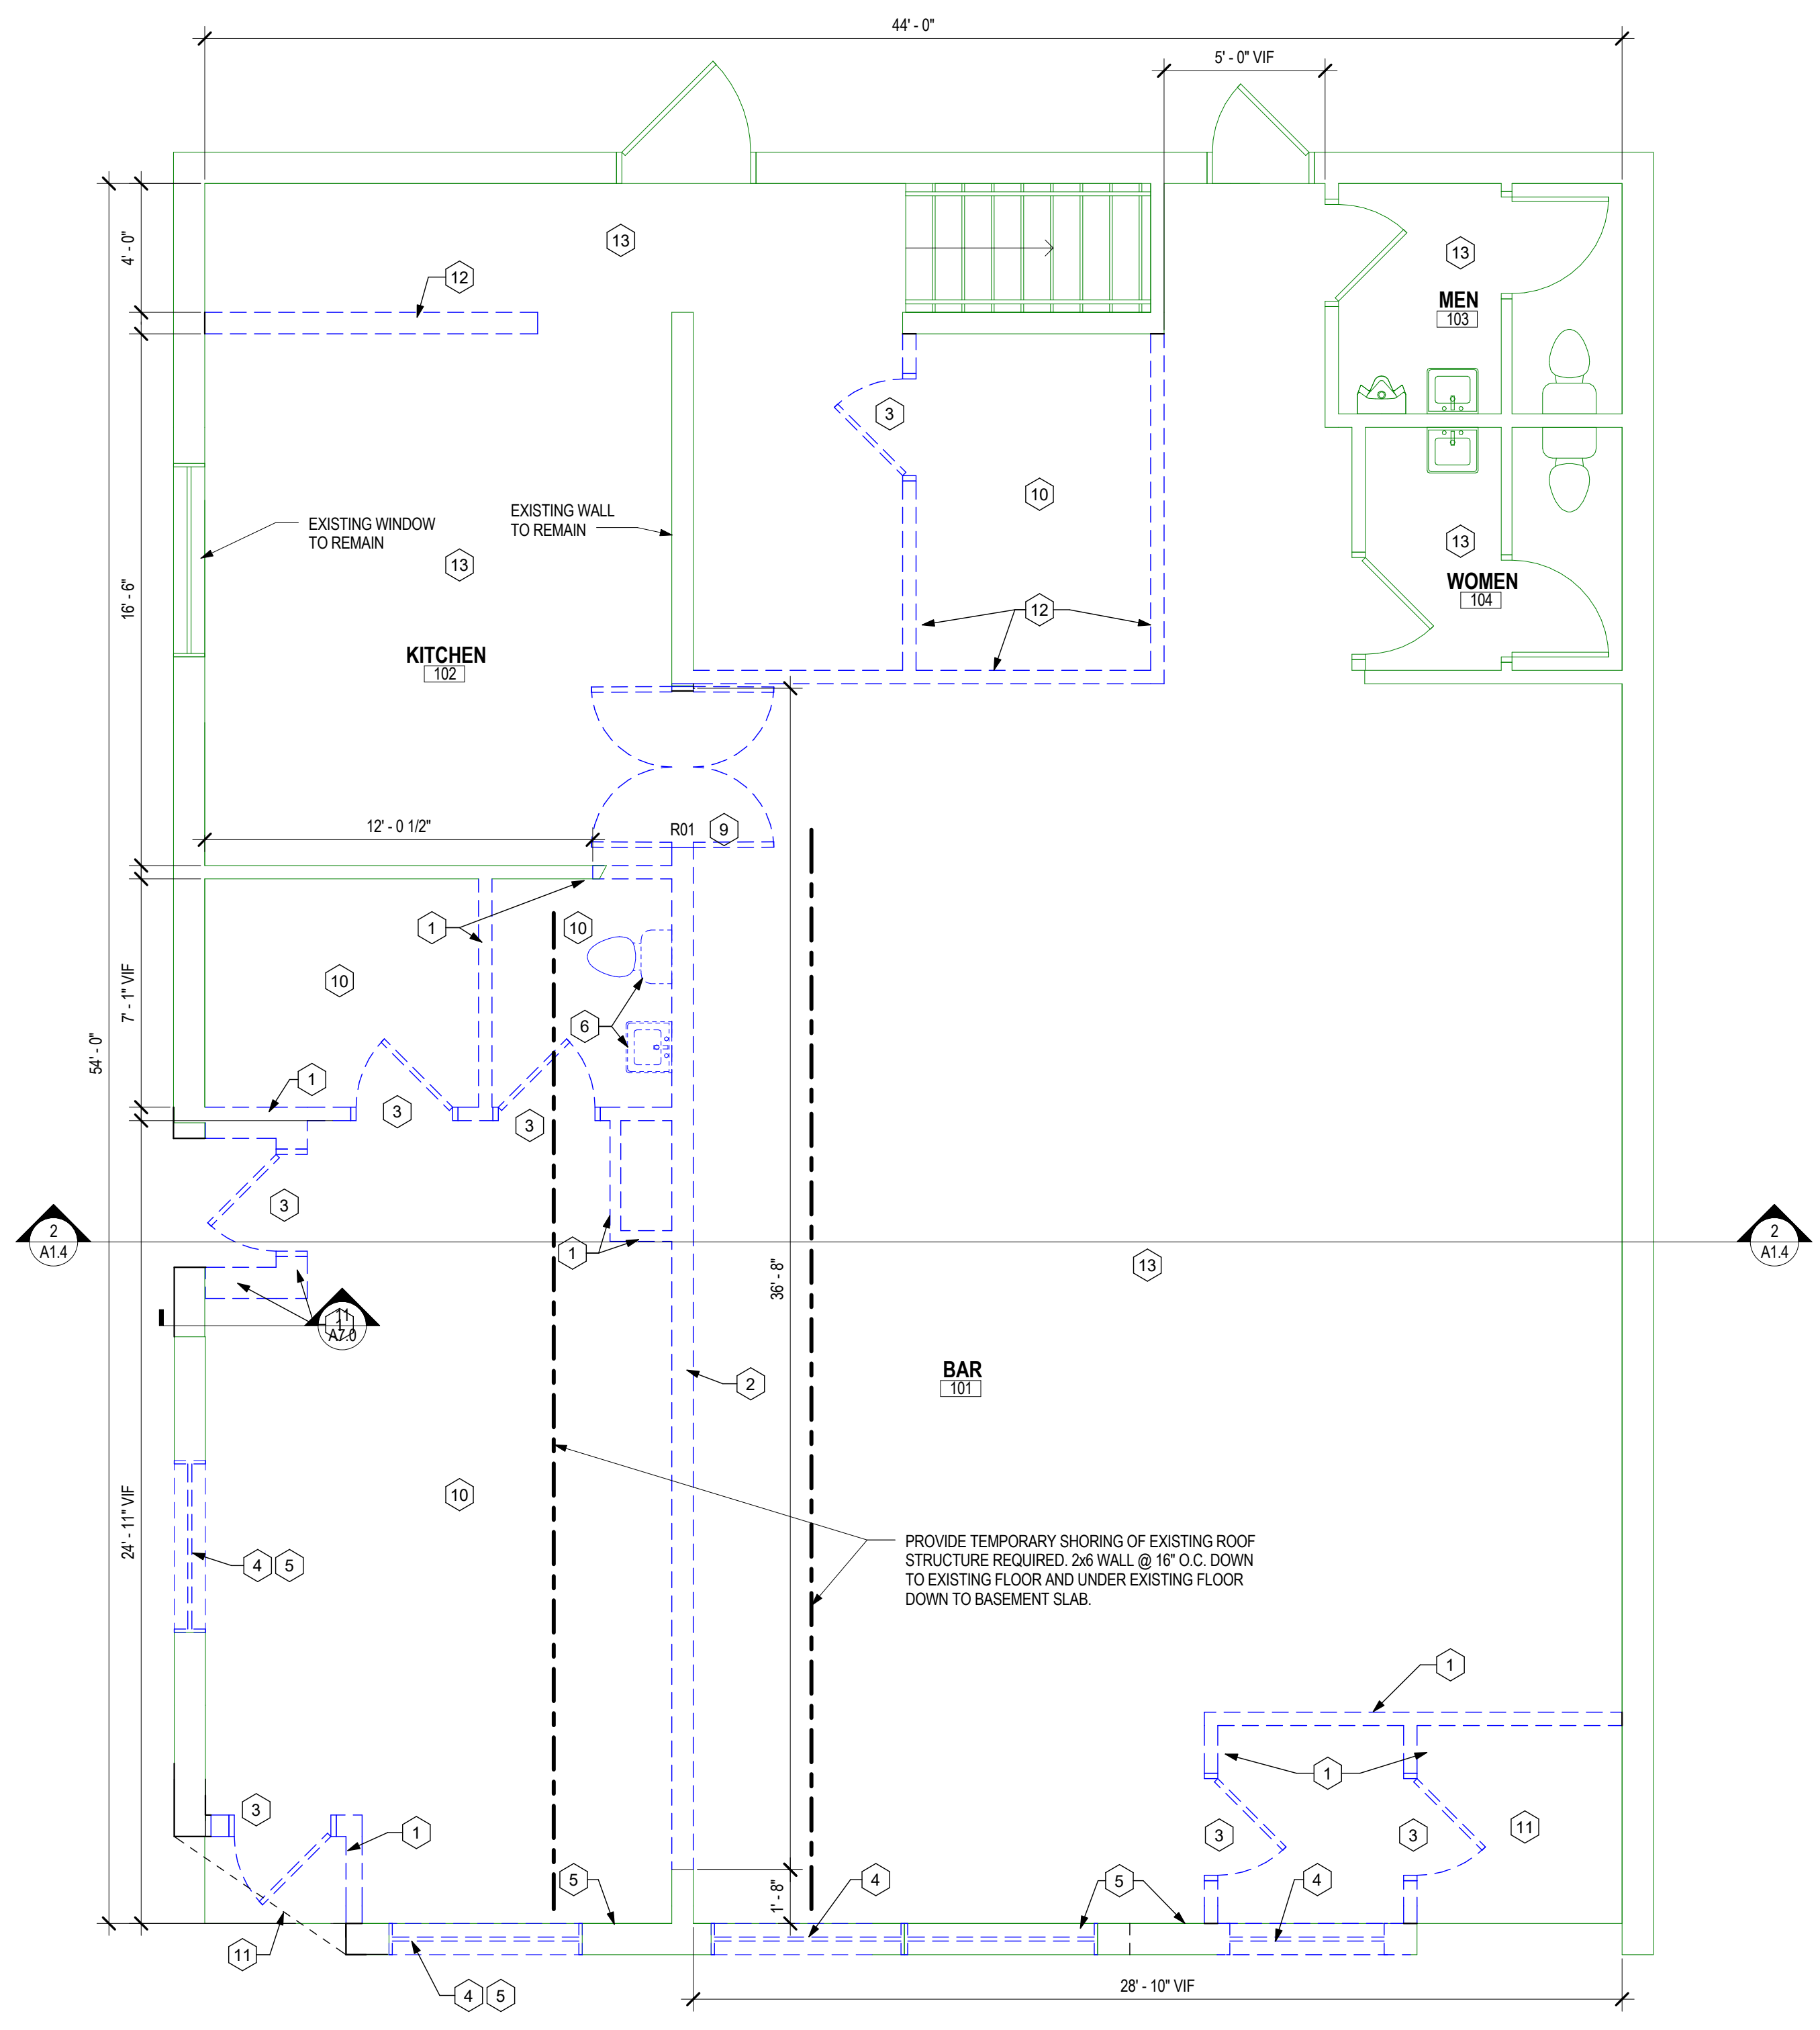 44' - 0"
5' - 0" VIF
4' - 0"
13
12
13
MEN
103
3
10
EXISTING WINDOW
TO REMAIN
EXISTING WALL
TO REMAIN
13
13
WOMEN
104
16' - 6"
12
KITCHEN
102
12' - 0 1/2"
R01
9
1
10
10
7' - 1" VIF
6
54' - 0"
1
3
3
3
2
A1.4
1
36' - 8"
13
2
A1.4
11
1
A7.0
BAR
101
2
10
24' - 11" VIF
4
5
PROVIDE TEMPORARY SHORING OF EXISTING ROOF
STRUCTURE REQUIRED. 2x6 WALL @ 16" O.C. DOWN
TO EXISTING FLOOR AND UNDER EXISTING FLOOR
DOWN TO BASEMENT SLAB.
1
1
3
1
3
3
11
5
4
5
4
1' - 8"
11
4
5
28' - 10" VIF